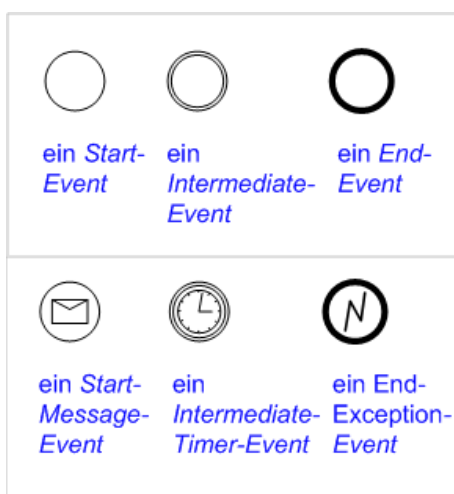 ein Start-
Event
ein
Intermediate-
Event
ein End-
Event
ein Start-
Message-
Event
ein
Intermediate-
Timer-Event
ein End-
Exception-
Event